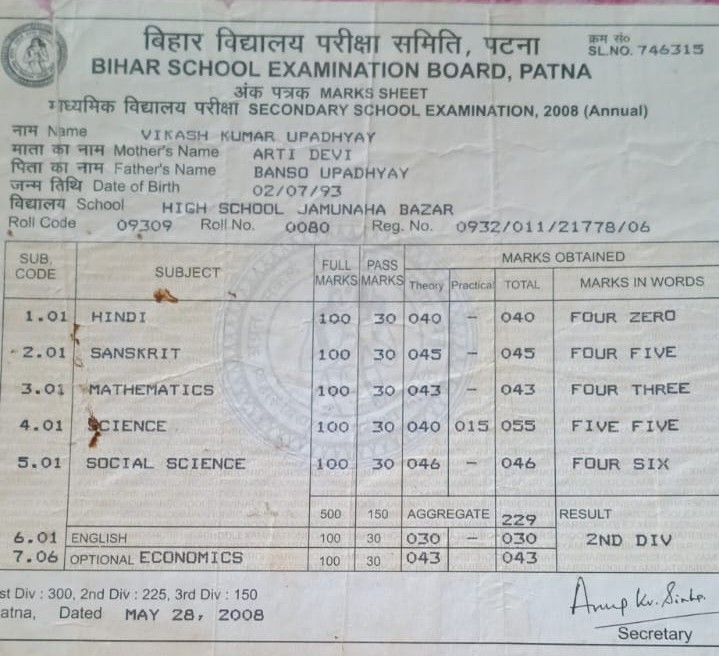 बिहार विद्यालय परीक्षा समिति, पटना
क्रम सं०
SL.NO. 746315
BIHAR SCHOOL EXAMINATION BOARD, PATNA
अंक पत्रक MARKS SHEET
माध्यमिक विद्यालय परीक्षा SECONDARY SCHOOL EXAMINATION, 2008 (Annual)
नाम Name VIKASH KUMAR UPADHYAY
माता का नाम Mother's Name ARTI DEVI
पिता का नाम Father's Name BANSO UPADHYAY
जन्म तिथि Date of Birth 02/07/93
विद्यालय School HIGH SCHOOL JAMUNAHA BAZAR
Roll Code 09309 Roll No. 0080 Reg. No. 0932/011/21778/06
SUB. CODE SUBJECT FULL MARKS PASS MARKS MARKS OBTAINED
Theory Practical TOTAL MARKS IN WORDS
1.01 HINDI 100 30 040 - 040 FOUR ZERO
2.01 SANSKRIT 100 30 045 - 045 FOUR FIVE
3.01 MATHEMATICS 100 30 043 - 043 FOUR THREE
4.01 SCIENCE 100 30 040 015 055 FIVE FIVE
5.01 SOCIAL SCIENCE 100 30 046 - 046 FOUR SIX
500 150 AGGREGATE 229 RESULT
6.01 ENGLISH 100 30 030 - 030 2ND DIV
7.06 OPTIONAL ECONOMICS 100 30 043 043
st Div : 300, 2nd Div : 225, 3rd Div : 150
atna, Dated MAY 28, 2008
Anup Kr. Sinha
Secretary